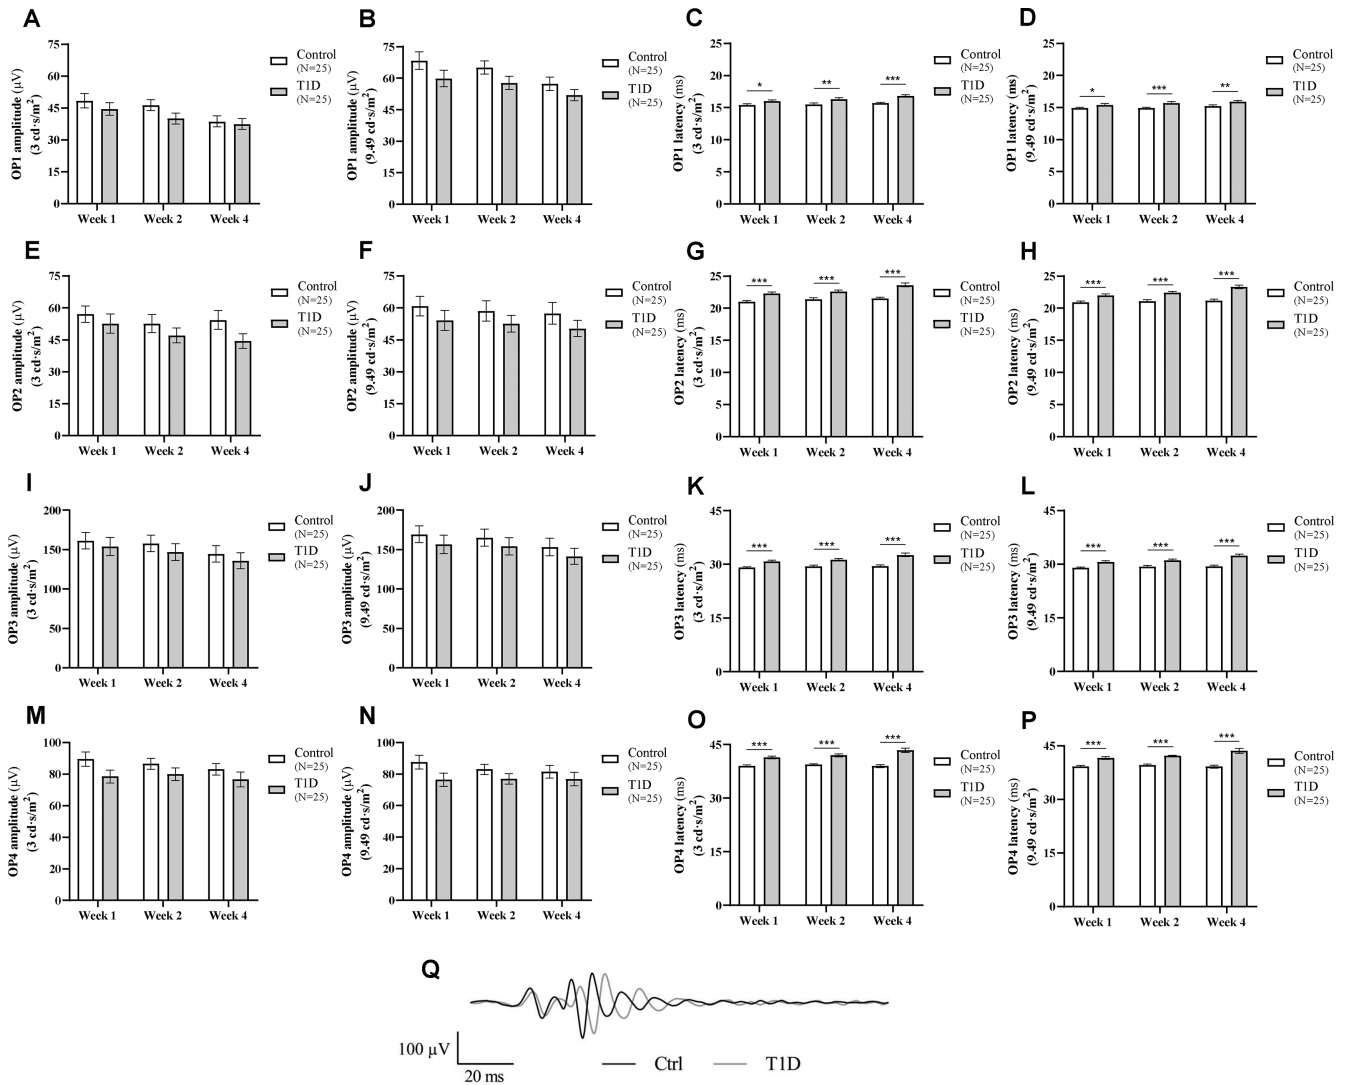 A
OP1 amplitude (µV)
(3 cd·s/m²)
75
60
45
30
15
0
Week 1 Week 2 Week 4
Control
(N=25)
T1D
(N=25)
B
OP1 amplitude (µV)
(9.49 cd·s/m²)
75
60
45
30
15
0
Week 1 Week 2 Week 4
Control
(N=25)
T1D
(N=25)
C
OP1 latency (ms)
(3 cd·s/m²)
25
20
15
10
5
0
* ** ***
Week 1 Week 2 Week 4
Control
(N=25)
T1D
(N=25)
D
OP1 latency (ms)
(9.49 cd·s/m²)
25
20
15
10
5
0
* *** **
Week 1 Week 2 Week 4
Control
(N=25)
T1D
(N=25)
E
OP2 amplitude (µV)
(3 cd·s/m²)
75
60
45
30
15
0
Week 1 Week 2 Week 4
Control
(N=25)
T1D
(N=25)
F
OP2 amplitude (µV)
(9.49 cd·s/m²)
75
60
45
30
15
0
Week 1 Week 2 Week 4
Control
(N=25)
T1D
(N=25)
G
OP2 latency (ms)
(3 cd·s/m²)
25
20
15
10
5
0
*** *** ***
Week 1 Week 2 Week 4
Control
(N=25)
T1D
(N=25)
H
OP2 latency (ms)
(9.49 cd·s/m²)
25
20
15
10
5
0
*** *** ***
Week 1 Week 2 Week 4
Control
(N=25)
T1D
(N=25)
I
OP3 amplitude (µV)
(3 cd·s/m²)
200
150
100
50
0
Week 1 Week 2 Week 4
Control
(N=25)
T1D
(N=25)
J
OP3 amplitude (µV)
(9.49 cd·s/m²)
200
150
100
50
0
Week 1 Week 2 Week 4
Control
(N=25)
T1D
(N=25)
K
OP3 latency (ms)
(3 cd·s/m²)
45
30
15
0
*** *** ***
Week 1 Week 2 Week 4
Control
(N=25)
T1D
(N=25)
L
OP3 latency (ms)
(9.49 cd·s/m²)
45
30
15
0
*** *** ***
Week 1 Week 2 Week 4
Control
(N=25)
T1D
(N=25)
M
OP4 amplitude (µV)
(3 cd·s/m²)
100
80
60
40
20
0
Week 1 Week 2 Week 4
Control
(N=25)
T1D
(N=25)
N
OP4 amplitude (µV)
(9.49 cd·s/m²)
100
80
60
40
20
0
Week 1 Week 2 Week 4
Control
(N=25)
T1D
(N=25)
O
OP4 latency (ms)
(3 cd·s/m²)
45
30
15
0
*** *** ***
Week 1 Week 2 Week 4
Control
(N=25)
T1D
(N=25)
P
OP4 latency (ms)
(9.49 cd·s/m²)
45
30
15
0
*** *** ***
Week 1 Week 2 Week 4
Control
(N=25)
T1D
(N=25)
Q
100 µV
20 ms
Ctrl T1D